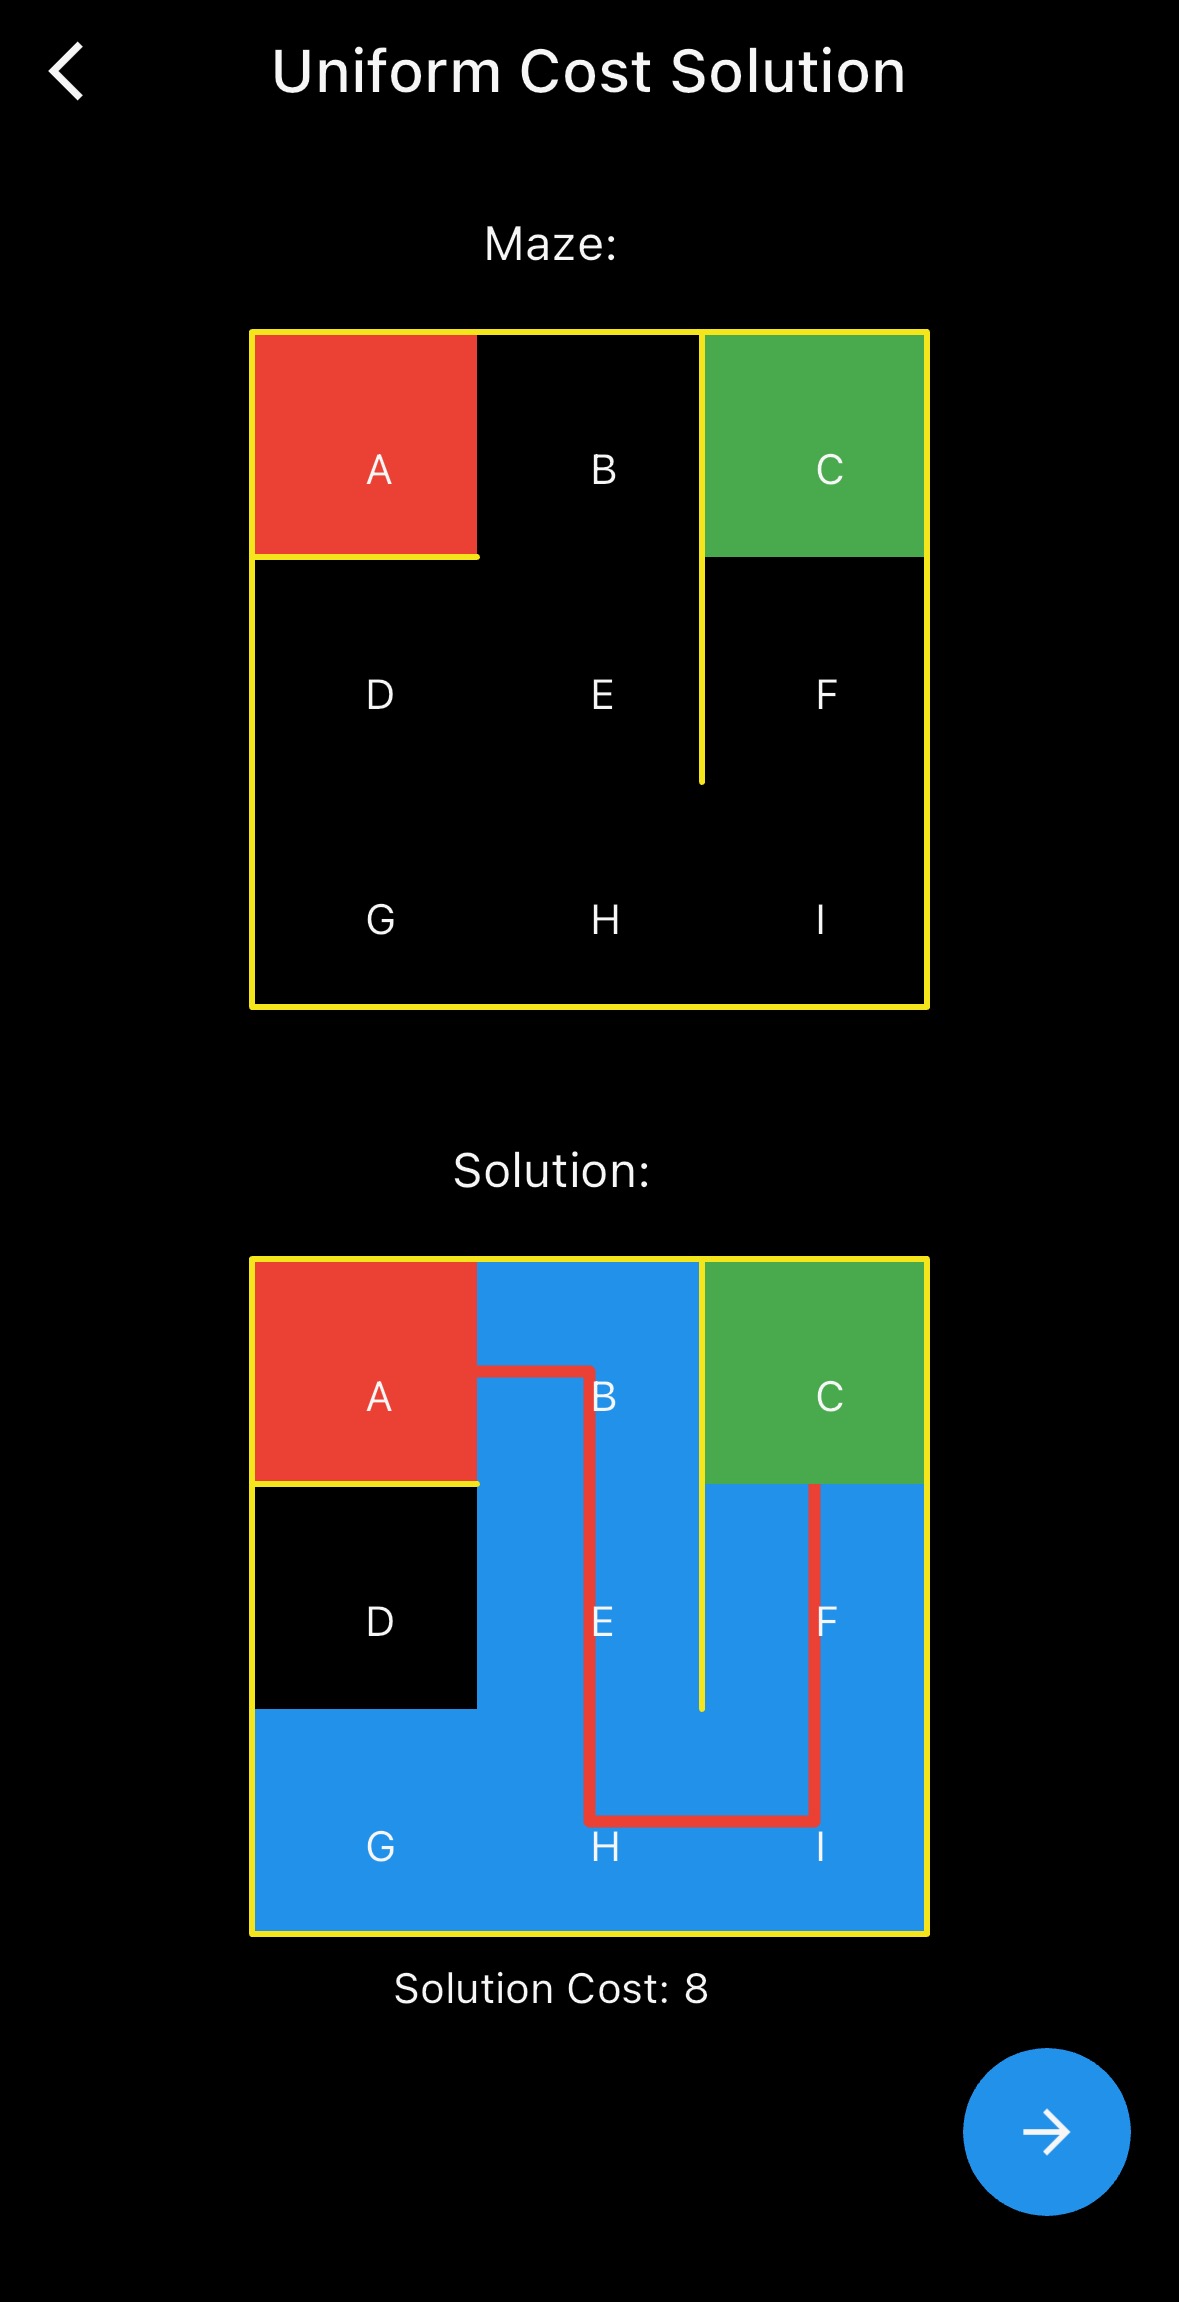 Uniform Cost Solution
Maze:
A B C
D E F
G H I
Solution:
A B C
D E F
G H I
Solution Cost: 8